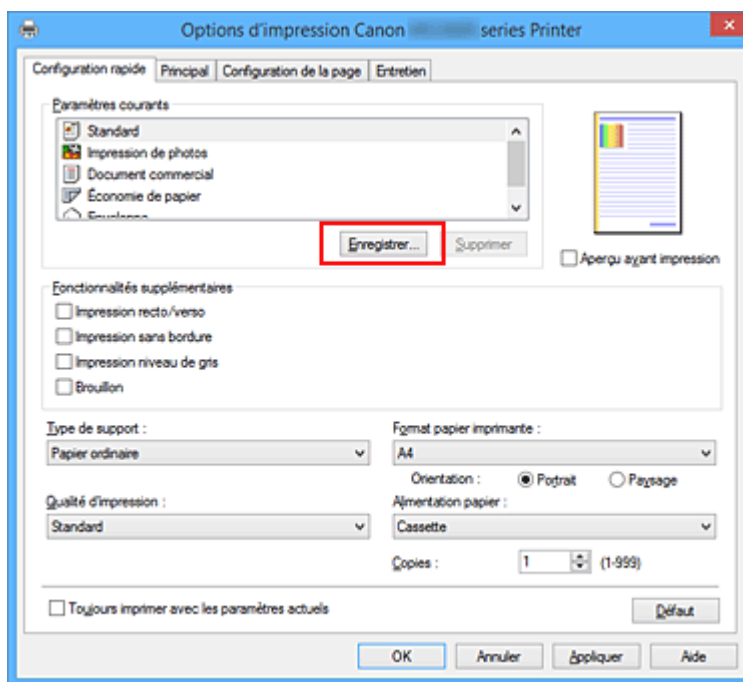 Options d'impression Canon series Printer
Configuration rapide Principal Configuration de la page Entretien
Paramètres courants
Standard
Impression de photos
Document commercial
Économie de papier
Enveloppe
Enregistrer... Supprimer
Aperçu avant impression
Fonctionnalités supplémentaires
Impression recto/verso
Impression sans bordure
Impression niveau de gris
Brouillon
Type de support : Format papier imprimante :
Papier ordinaire A4
Orientation : Portrait Paysage
Qualité d'impression : Alimentation papier :
Standard Cassette
Copies : 1 (1-999)
Toujours imprimer avec les paramètres actuels Défaut
OK Annuler Appliquer Aide